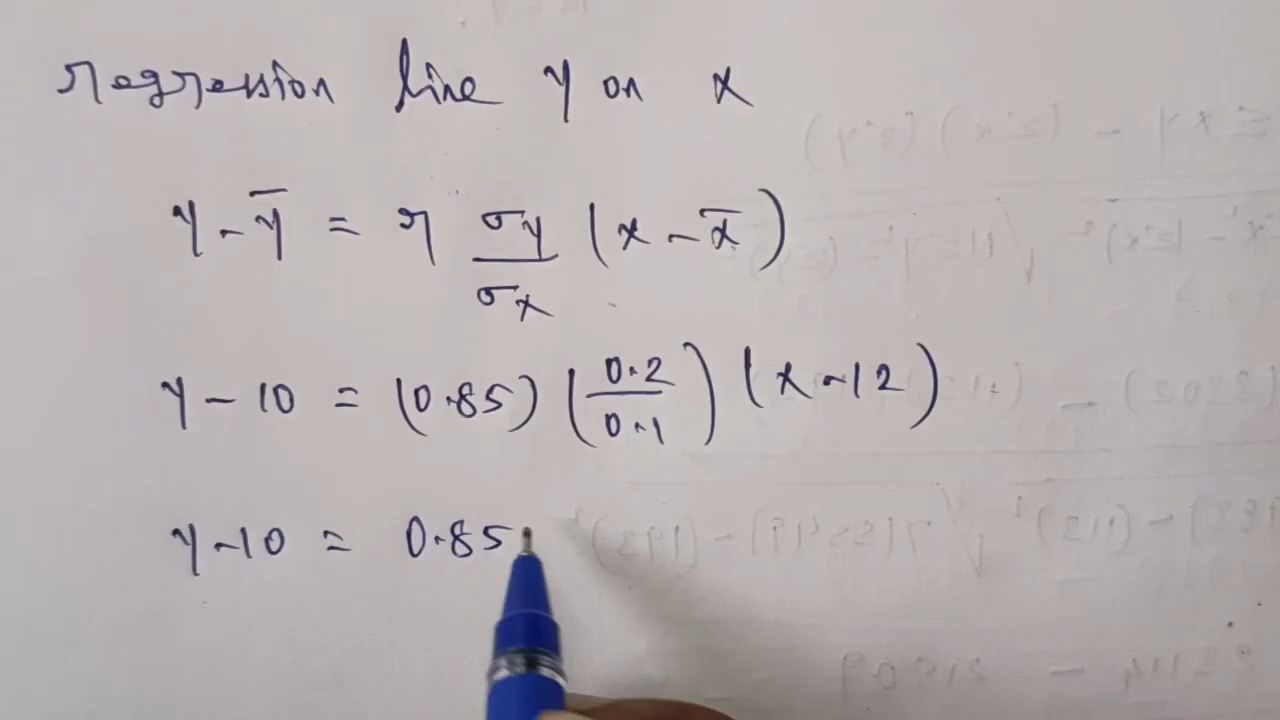 regression line y on x
y - ȳ = r σy/σx (x - x̄)
y - 10 = (0.85) (0.2/0.1) (x - 12)
y - 10 = 0.85